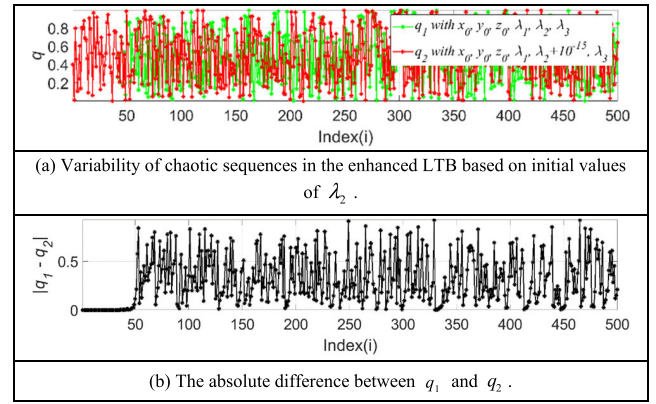 q₁ with x₀, y₀, z₀, λ₁, λ₂, λ₃
q₂ with x₀, y₀, z₀, λ₁, λ₂+10⁻¹⁵, λ₃
q
0.8
0.6
0.4
0.2
50 100 150 200 250 300 350 400 450 500
Index(i)
(a) Variability of chaotic sequences in the enhanced LTB based on initial values
of λ₂ .
|q₁ - q₂|
0.5
0
50 100 150 200 250 300 350 400 450 500
Index(i)
(b) The absolute difference between q₁ and q₂ .